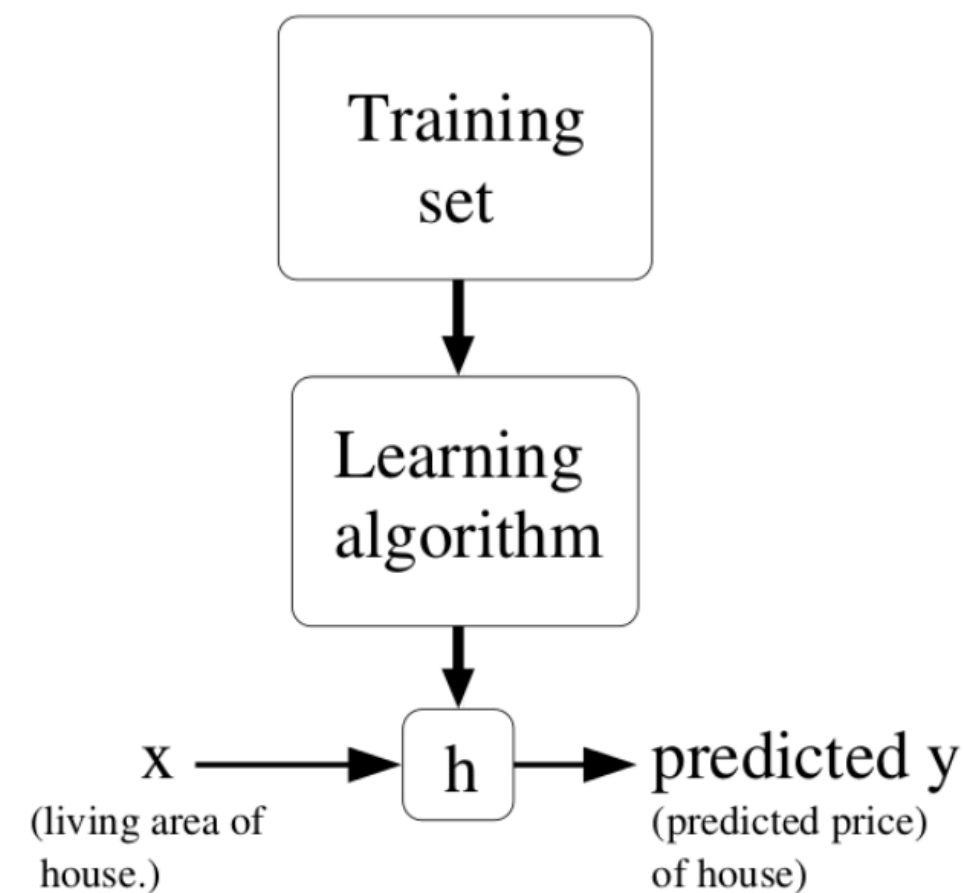 Training
set
Learning
algorithm
x
h
predicted y
(living area of
house.)
(predicted price)
of house)